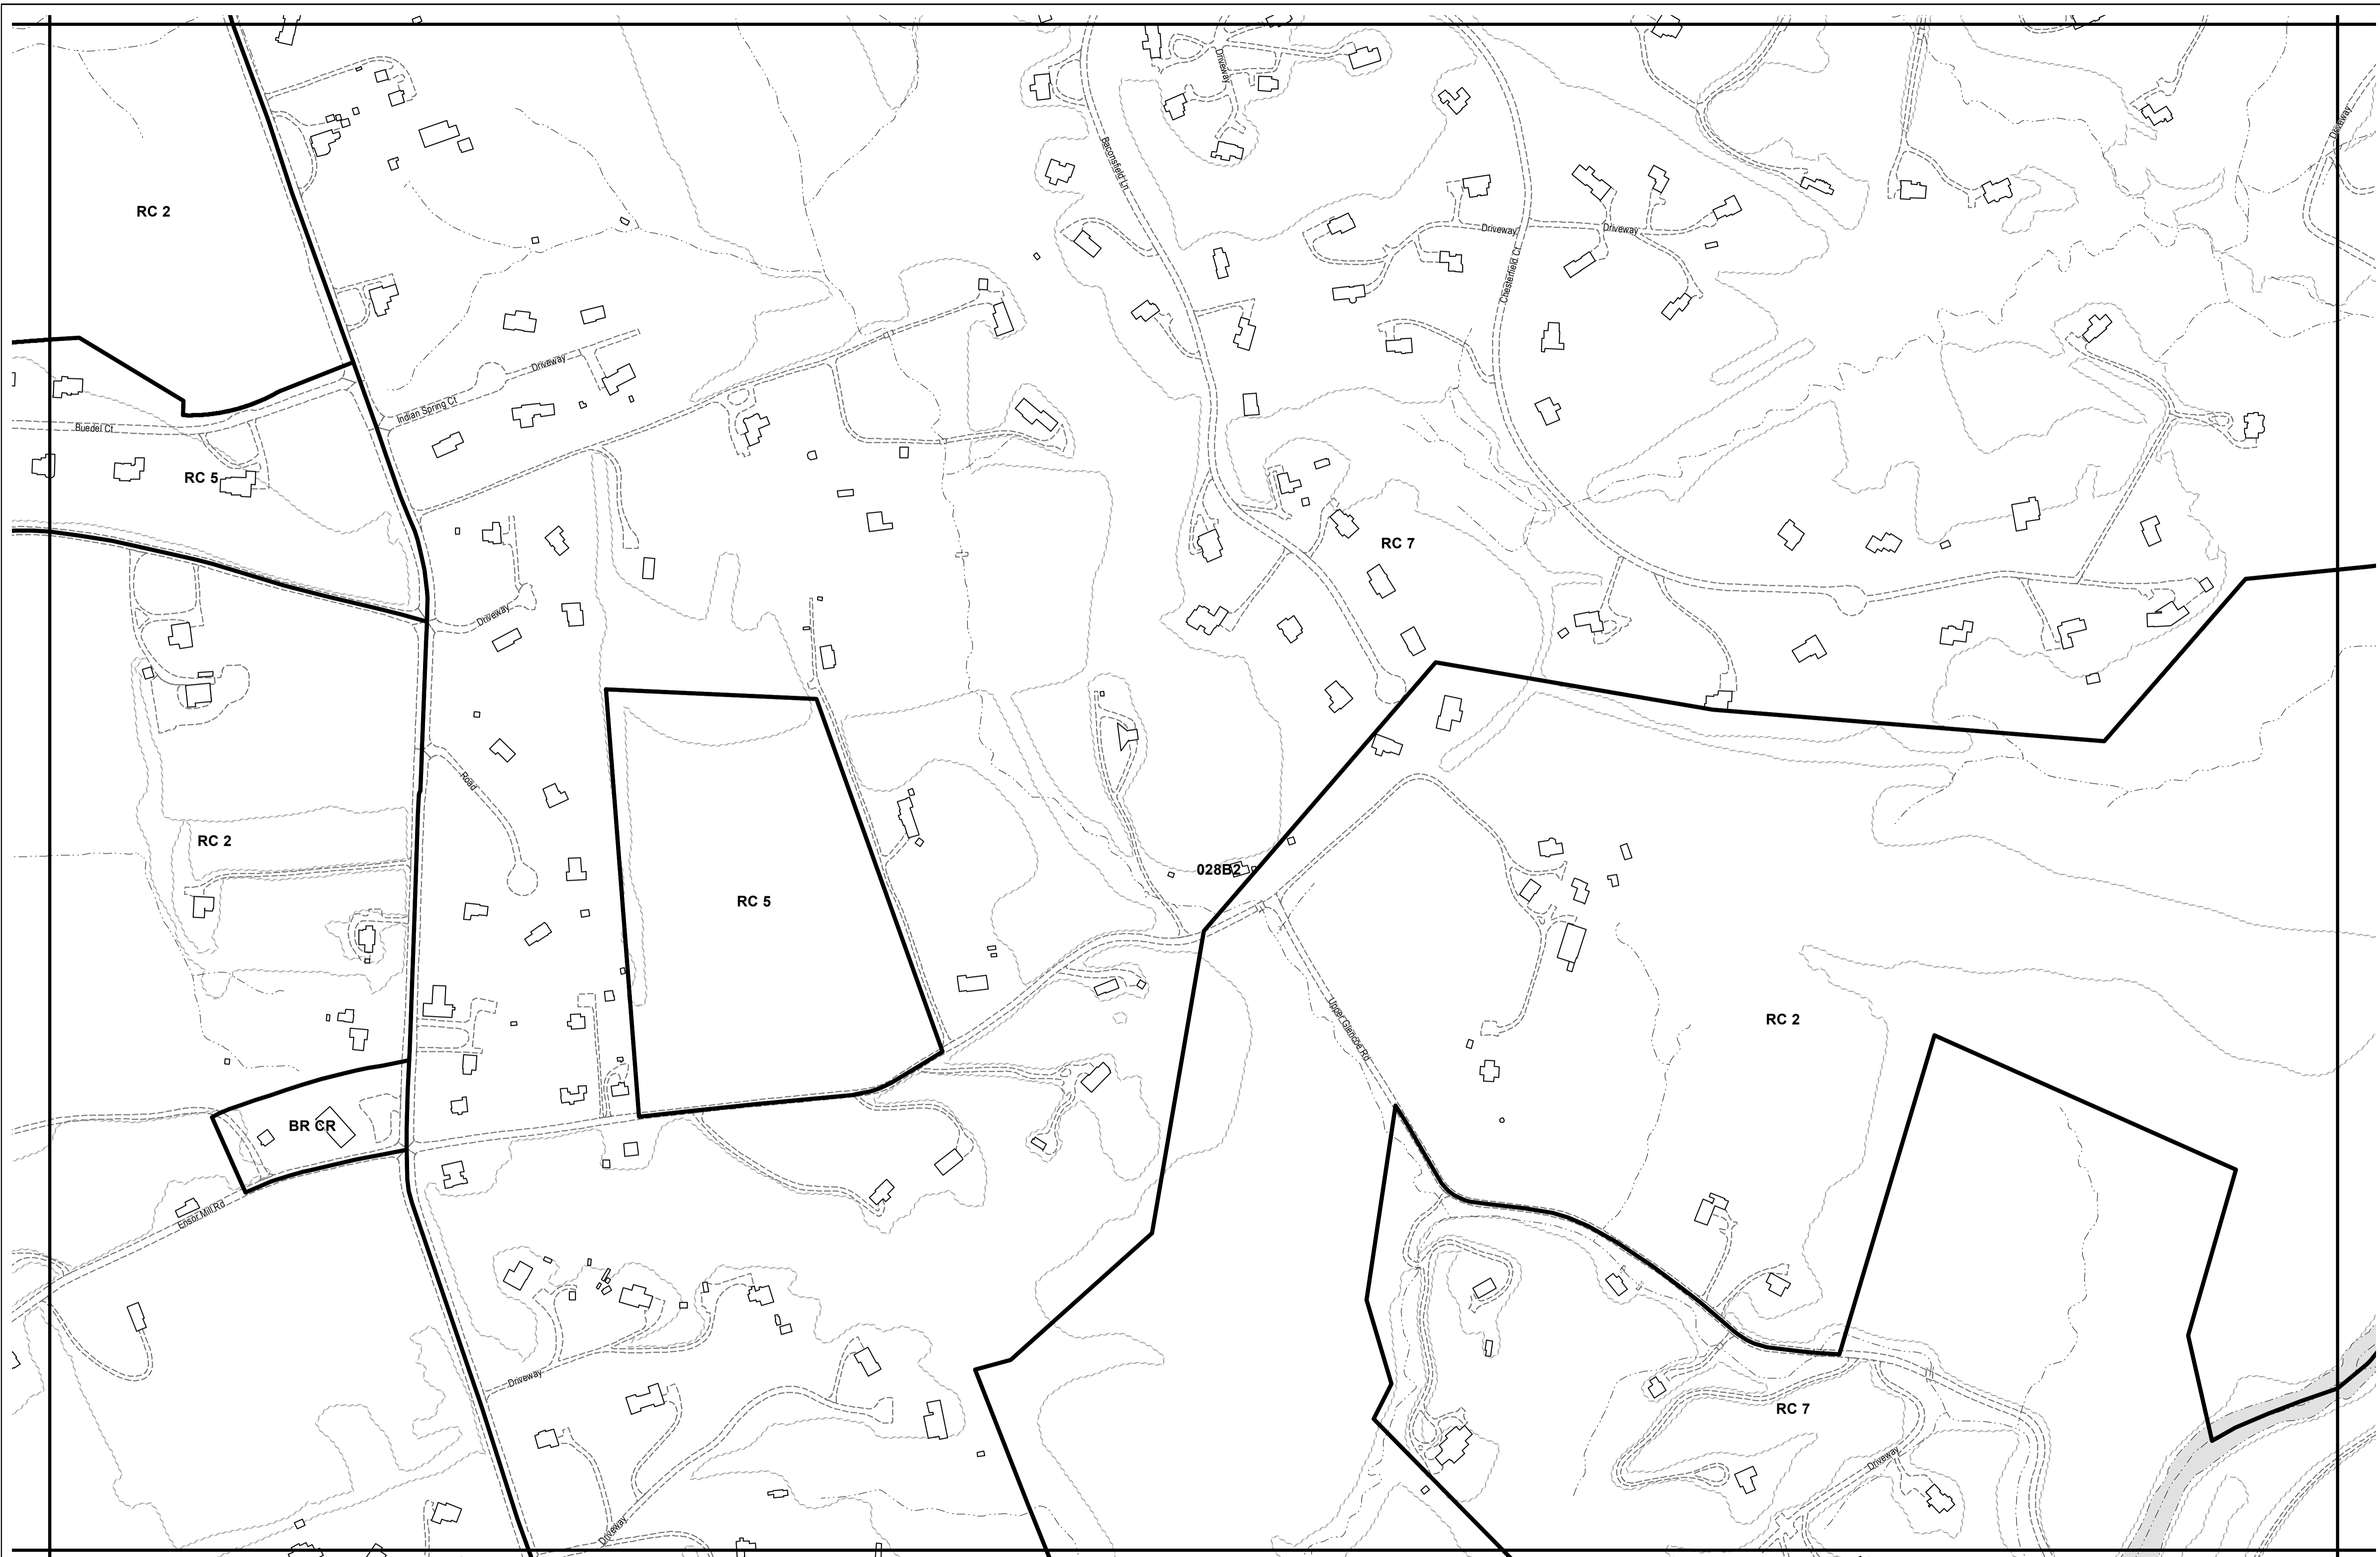 Driveway
Driveway
Baconsfield Ln
RC 2
Driveway
Driveway
Chesterfield Ct
Driveway
Indian Spring Ct
Buedel Ct
RC 5
RC 7
Driveway
Road
RC 2
028B2
RC 5
Upper Glencoe Rd
RC 2
BR CR
Ensor Mill Rd
Driveway
RC 7
Driveway
Driveway